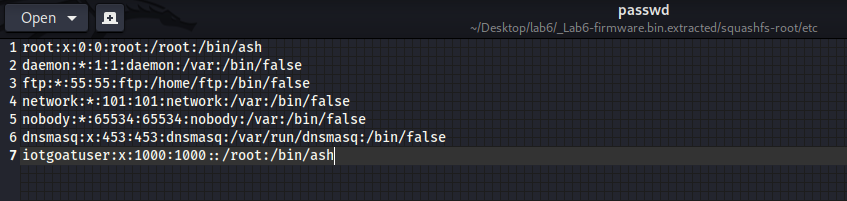 Open
passwd
~/Desktop/lab6/_Lab6-firmware.bin.extracted/squashfs-root/etc
1 root:x:0:0:root:/root:/bin/ash
2 daemon:*:1:1:daemon:/var:/bin/false
3 ftp:*:55:55:ftp:/home/ftp:/bin/false
4 network:*:101:101:network:/var:/bin/false
5 nobody:*:65534:65534:nobody:/var:/bin/false
6 dnsmasq:x:453:453:dnsmasq:/var/run/dnsmasq:/bin/false
7 iotgoatuser:x:1000:1000::/root:/bin/ash